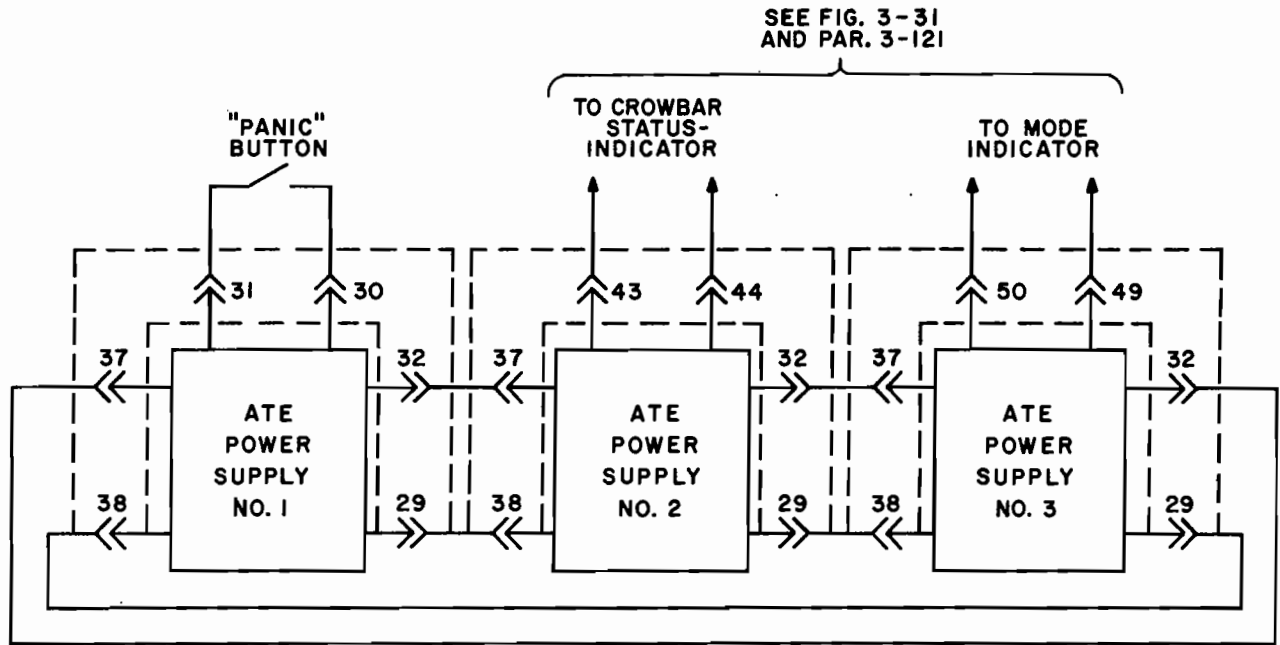 SEE FIG. 3-31
AND PAR. 3-121
"PANIC"
BUTTON
TO CROWBAR
STATUS-
INDICATOR
TO MODE
INDICATOR
31 30 43 44 50 49
37 32 37 32 37 32
ATE
POWER
SUPPLY
NO. 1
ATE
POWER
SUPPLY
NO. 2
ATE
POWER
SUPPLY
NO. 3
38 29 38 29 38 29